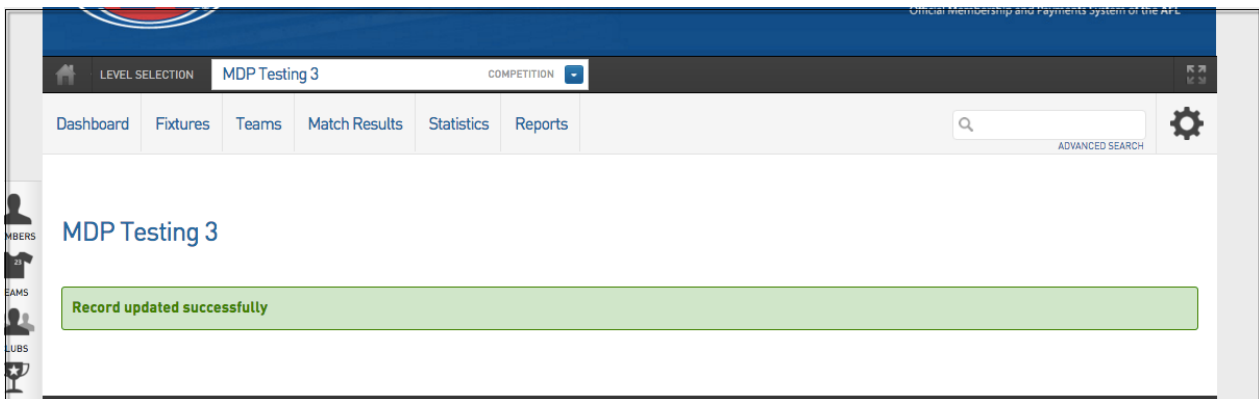 Official Membership and Payments System of the AFL
LEVEL SELECTION MDP Testing 3 COMPETITION
Dashboard Fixtures Teams Match Results Statistics Reports
ADVANCED SEARCH
MBERS
MDP Testing 3
23
EAMS
Record updated successfully
LUBS